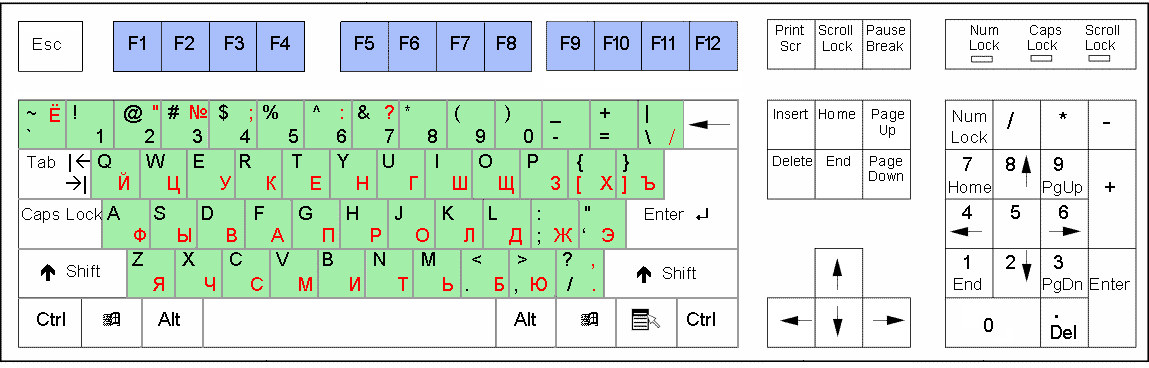 Esc F1 F2 F3 F4 F5 F6 F7 F8 F9 F10 F11 F12 Print Scr Scroll Lock Pause Break Num Lock Caps Lock Scroll Lock
~ Ё ! @ " # № $ ; % ^ : & ? * ( ) _ + |
` 1 2 3 4 5 6 7 8 9 0 - = \ /
Insert Home Page Up Num Lock / * -
Tab Q W E R T Y U I O P { }
Й Ц У К Е Н Г Ш Щ З [ Х ] Ъ
Delete End Page Down 7 Home 8 9 PgUp +
Caps Lock A S D F G H J K L : " Enter
Ф Ы В А П Р О Л Д ; Ж ‘ Э
4 5 6
Shift Z X C V B N M < > ? , Shift
Я Ч С М И Т Ь . Б , Ю / .
1 End 2 3 PgDn Enter
Ctrl Alt Alt Ctrl 0 . Del